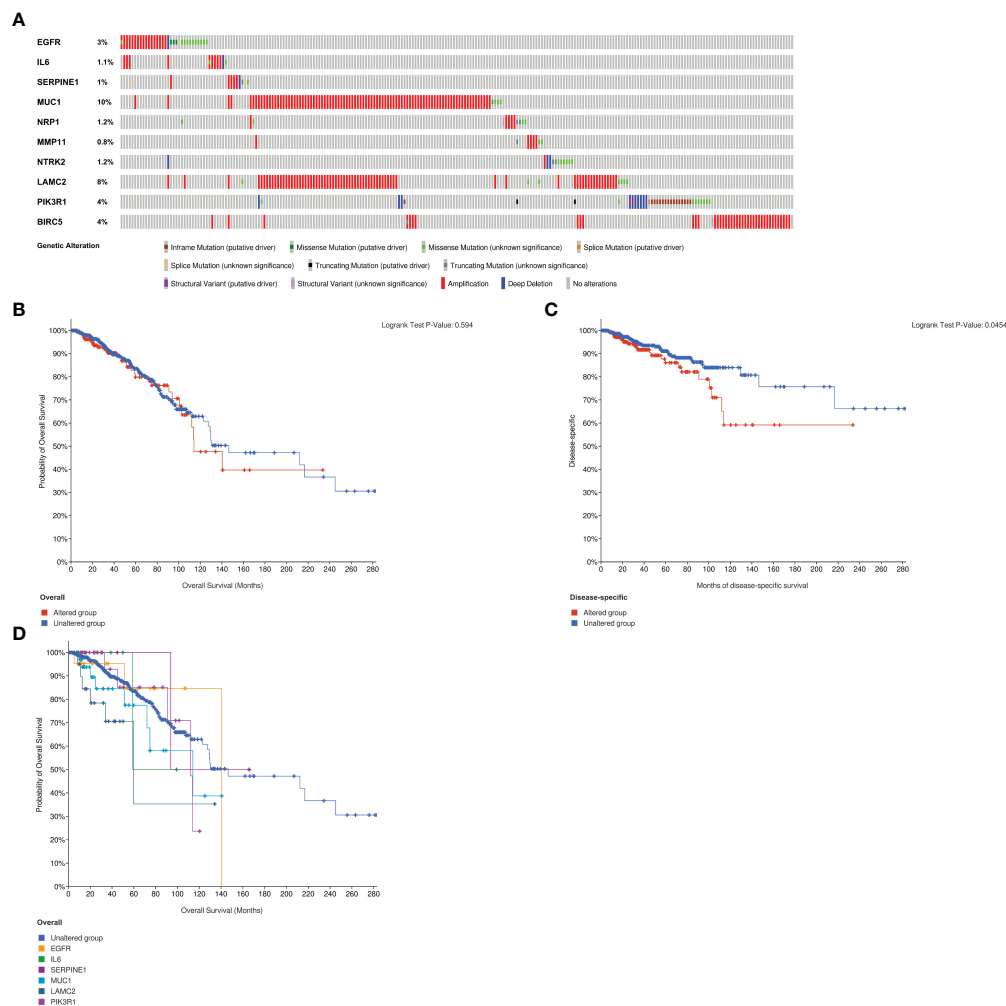 A
EGFR 3%
IL6 1.1%
SERPINE1 1%
MUC1 10%
NRP1 1.2%
MMP11 0.8%
NTRK2 1.2%
LAMC2 8%
PIK3R1 4%
BIRC5 4%
Genetic Alteration
Inframe Mutation (putative driver) Missense Mutation (putative driver) Missense Mutation (unknown significance) Splice Mutation (putative driver)
Splice Mutation (unknown significance) Truncating Mutation (putative driver) Truncating Mutation (unknown significance)
Structural Variant (putative driver) Structural Variant (unknown significance) Amplification Deep Deletion No alterations
B
Logrank Test P-Value: 0.594
100%
90%
80%
70%
60%
50%
40%
30%
20%
10%
0%
Probability of Overall Survival
0 20 40 60 80 100 120 140 160 180 200 220 240 260 280
Overall Survival (Months)
Overall
Altered group
Unaltered group
C
Logrank Test P-Value: 0.0454
100%
90%
80%
70%
60%
50%
40%
30%
20%
10%
0%
Disease-specific
0 20 40 60 80 100 120 140 160 180 200 220 240 260 280
Months of disease-specific survival
Disease-specific
Altered group
Unaltered group
D
100%
90%
80%
70%
60%
50%
40%
30%
20%
10%
0%
Probability of Overall Survival
0 20 40 60 80 100 120 140 160 180 200 220 240 260 280
Overall Survival (Months)
Overall
Unaltered group
EGFR
IL6
SERPINE1
MUC1
LAMC2
PIK3R1